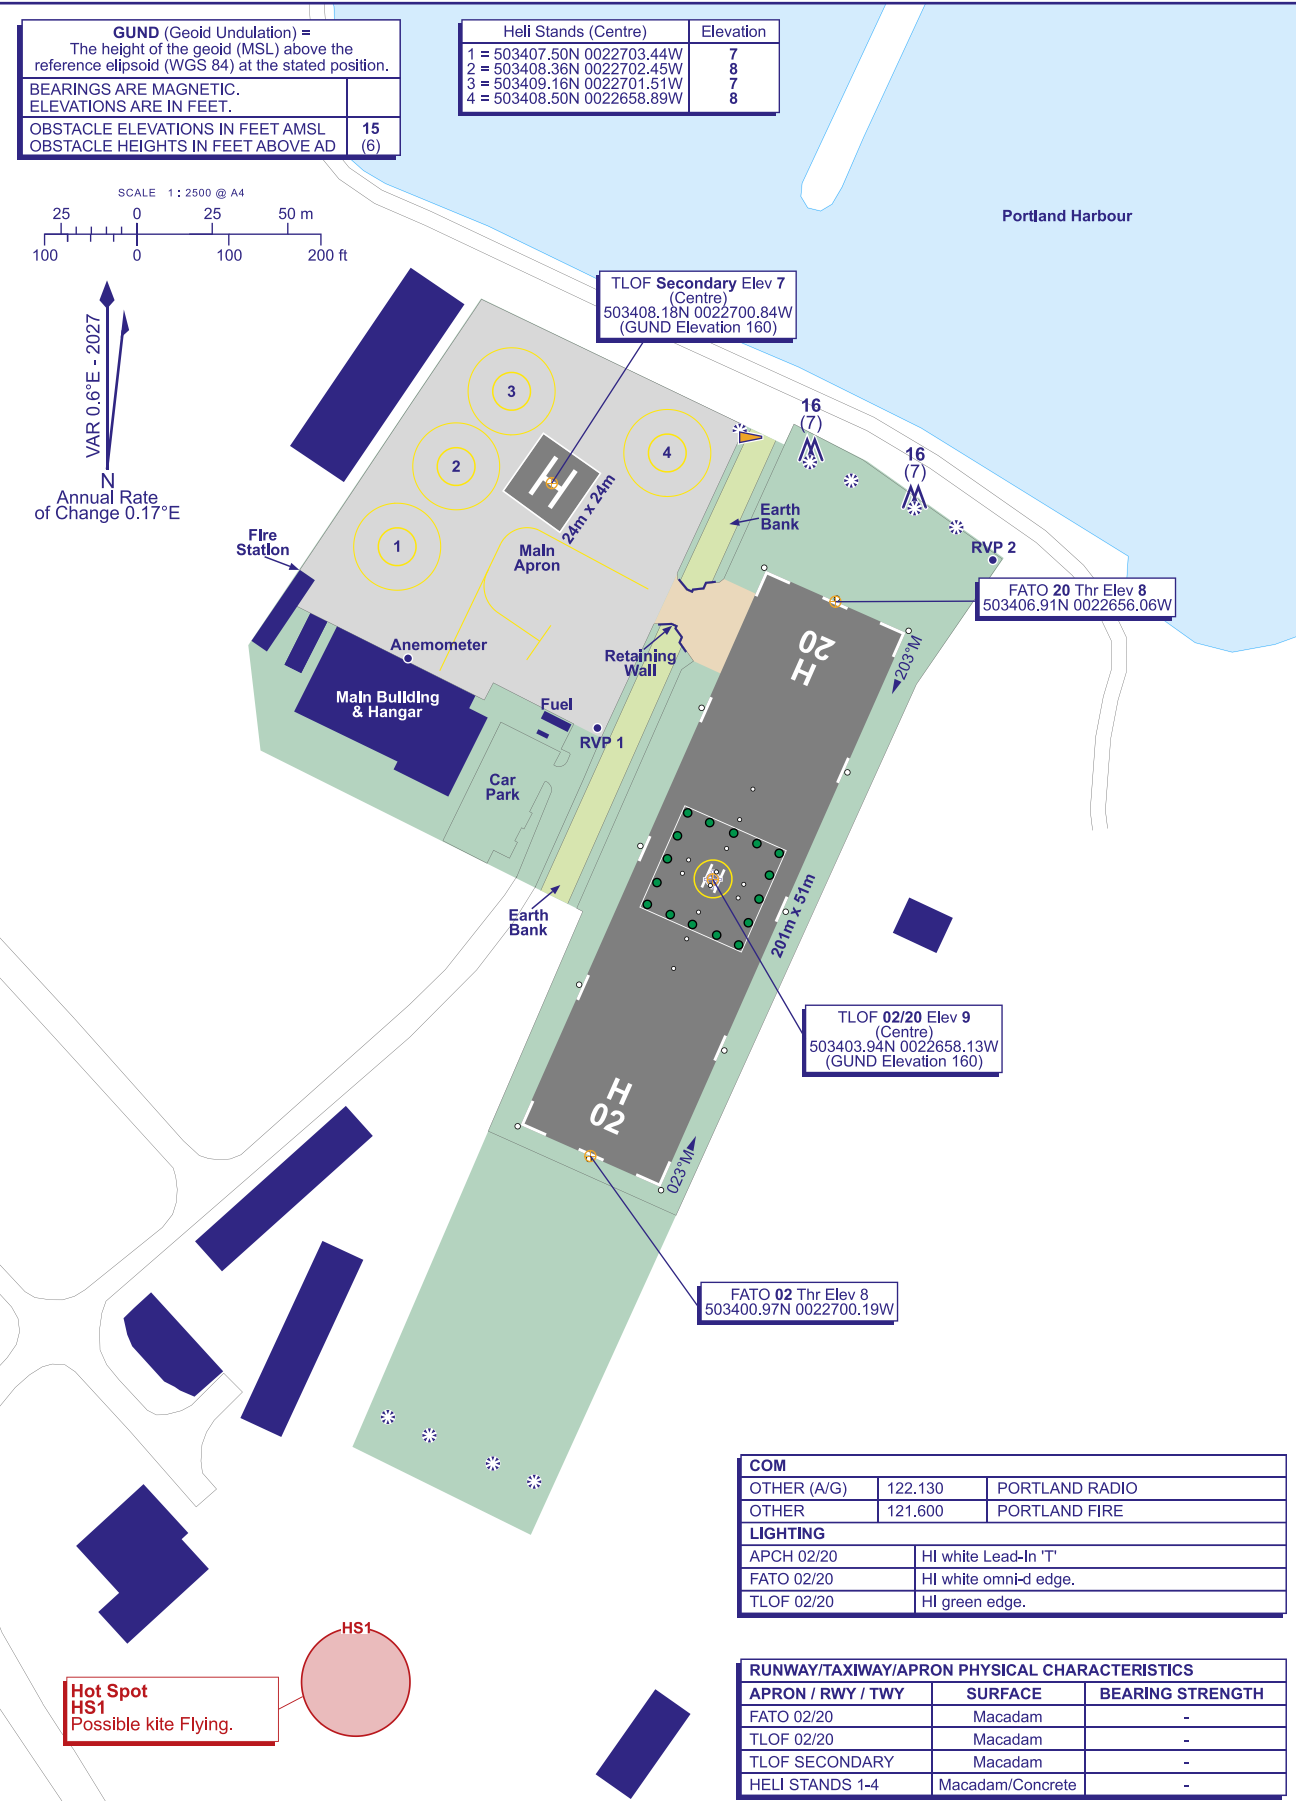 GUND (Geoid Undulation) =
The height of the geoid (MSL) above the
reference elipsoid (WGS 84) at the stated position.
BEARINGS ARE MAGNETIC.
ELEVATIONS ARE IN FEET.
OBSTACLE ELEVATIONS IN FEET AMSL 15
OBSTACLE HEIGHTS IN FEET ABOVE AD (6)
Heli Stands (Centre) Elevation
1 = 503407.50N 0022703.44W 7
2 = 503408.36N 0022702.45W 8
3 = 503409.16N 0022701.51W 7
4 = 503408.50N 0022658.89W 8
SCALE 1 : 2500 @ A4
25 0 25 50 m
100 0 100 200 ft
VAR 0.6°E - 2027
N
Annual Rate
of Change 0.17°E
Portland Harbour
TLOF Secondary Elev 7
(Centre)
503408.18N 0022700.84W
(GUND Elevation 160)
3
2
4
1
24m x 24m
16
(7)
16
(7)
Earth
Bank
RVP 2
Fire
Station
Main
Apron
FATO 20 Thr Elev 8
503406.91N 0022656.06W
Anemometer
Retaining
Wall
20
H
203°M
Main Building
& Hangar
Fuel
RVP 1
Car
Park
H
201m x 51m
Earth
Bank
TLOF 02/20 Elev 9
(Centre)
503403.94N 0022658.13W
(GUND Elevation 160)
H
02
023°M
FATO 02 Thr Elev 8
503400.97N 0022700.19W
COM
OTHER (A/G) 122.130 PORTLAND RADIO
OTHER 121.600 PORTLAND FIRE
LIGHTING
APCH 02/20 HI white Lead-In 'T'
FATO 02/20 HI white omni-d edge.
TLOF 02/20 HI green edge.
HS1
Hot Spot
HS1
Possible kite Flying.
RUNWAY/TAXIWAY/APRON PHYSICAL CHARACTERISTICS
APRON / RWY / TWY SURFACE BEARING STRENGTH
FATO 02/20 Macadam -
TLOF 02/20 Macadam -
TLOF SECONDARY Macadam -
HELI STANDS 1-4 Macadam/Concrete -